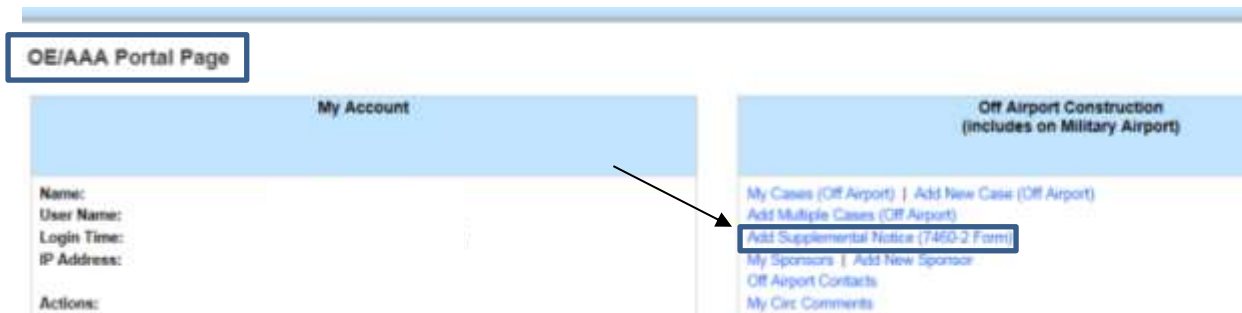 OE/AAA Portal Page
My Account
Name:
User Name:
Login Time:
IP Address:
Actions:
Off Airport Construction
(includes on Military Airport)
My Cases (Off Airport) | Add New Case (Off Airport)
Add Multiple Cases (Off Airport)
Add Supplemental Notice (7460-2 Form)
My Sponsors | Add New Sponsor
Off Airport Contacts
My Circ Comments